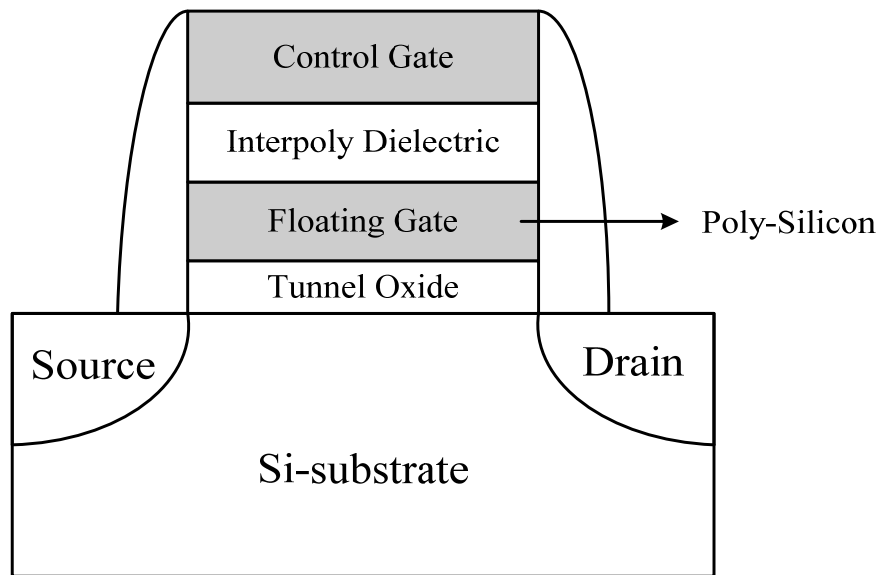 Control Gate
Interpoly Dielectric
Floating Gate
Poly-Silicon
Tunnel Oxide
Source
Drain
Si-substrate